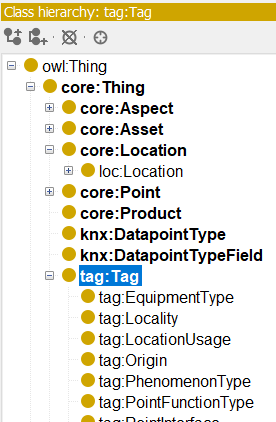 Class hierarchy: tag:Tag
owl:Thing
core:Thing
core:Aspect
core:Asset
core:Location
loc:Location
core:Point
core:Product
knx:DatapointType
knx:DatapointTypeField
tag:Tag
tag:EquipmentType
tag:Locality
tag:LocationUsage
tag:Origin
tag:PhenomenonType
tag:PointFunctionType
tag:PointInterface